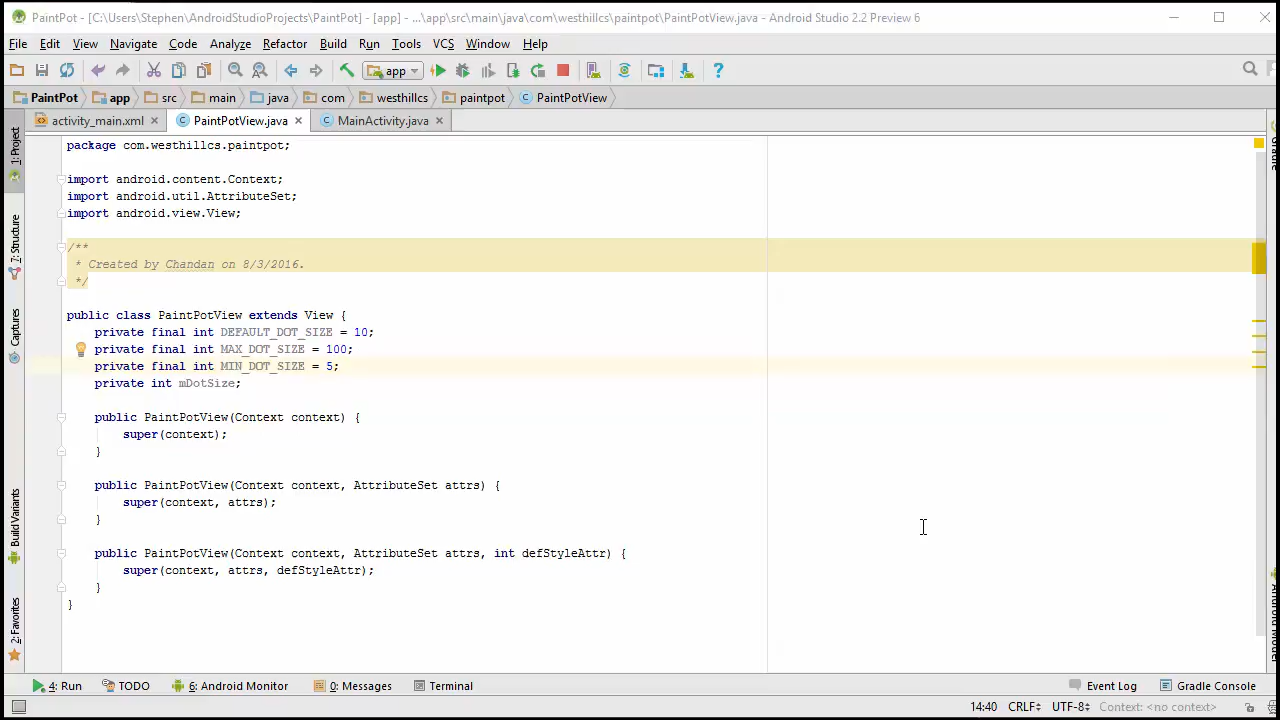 PaintPot - [C:\Users\Stephen\AndroidStudioProjects\PaintPot] - [app] - ...\app\src\main\java\com\westhillcs\paintpot\PaintPotView.java - Android Studio 2.2 Preview 6
File Edit View Navigate Code Analyze Refactor Build Run Tools VCS Window Help
app
PaintPot app src main java com westhillcs paintpot PaintPotView
activity_main.xml PaintPotView.java MainActivity.java
1: Project
7: Structure
Captures
Build Variants
2: Favorites
package com.westhillcs.paintpot;
import android.content.Context;
import android.util.AttributeSet;
import android.view.View;
/**
* Created by Chandan on 8/3/2016.
*/
public class PaintPotView extends View {
private final int DEFAULT_DOT_SIZE = 10;
private final int MAX_DOT_SIZE = 100;
private final int MIN_DOT_SIZE = 5;
private int mDotSize;
public PaintPotView(Context context) {
super(context);
}
public PaintPotView(Context context, AttributeSet attrs) {
super(context, attrs);
}
public PaintPotView(Context context, AttributeSet attrs, int defStyleAttr) {
super(context, attrs, defStyleAttr);
}
}
4: Run TODO 6: Android Monitor 0: Messages Terminal Event Log Gradle Console
14:40 CRLF UTF-8 Context: <no context>